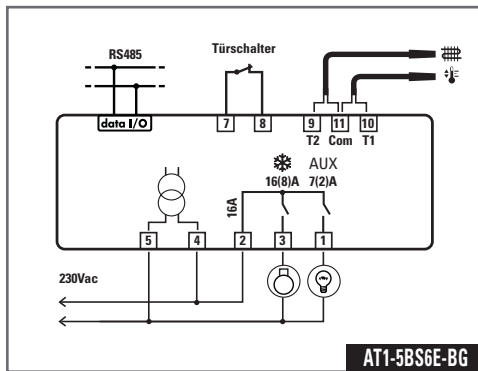 RS485
Türschalter
data I/O
7 8 9 11 10
T2 Com T1
AUX
16(8)A 7(2)A
16A
5 4 2 3 1
230Vac
AT1-5BS6E-BG